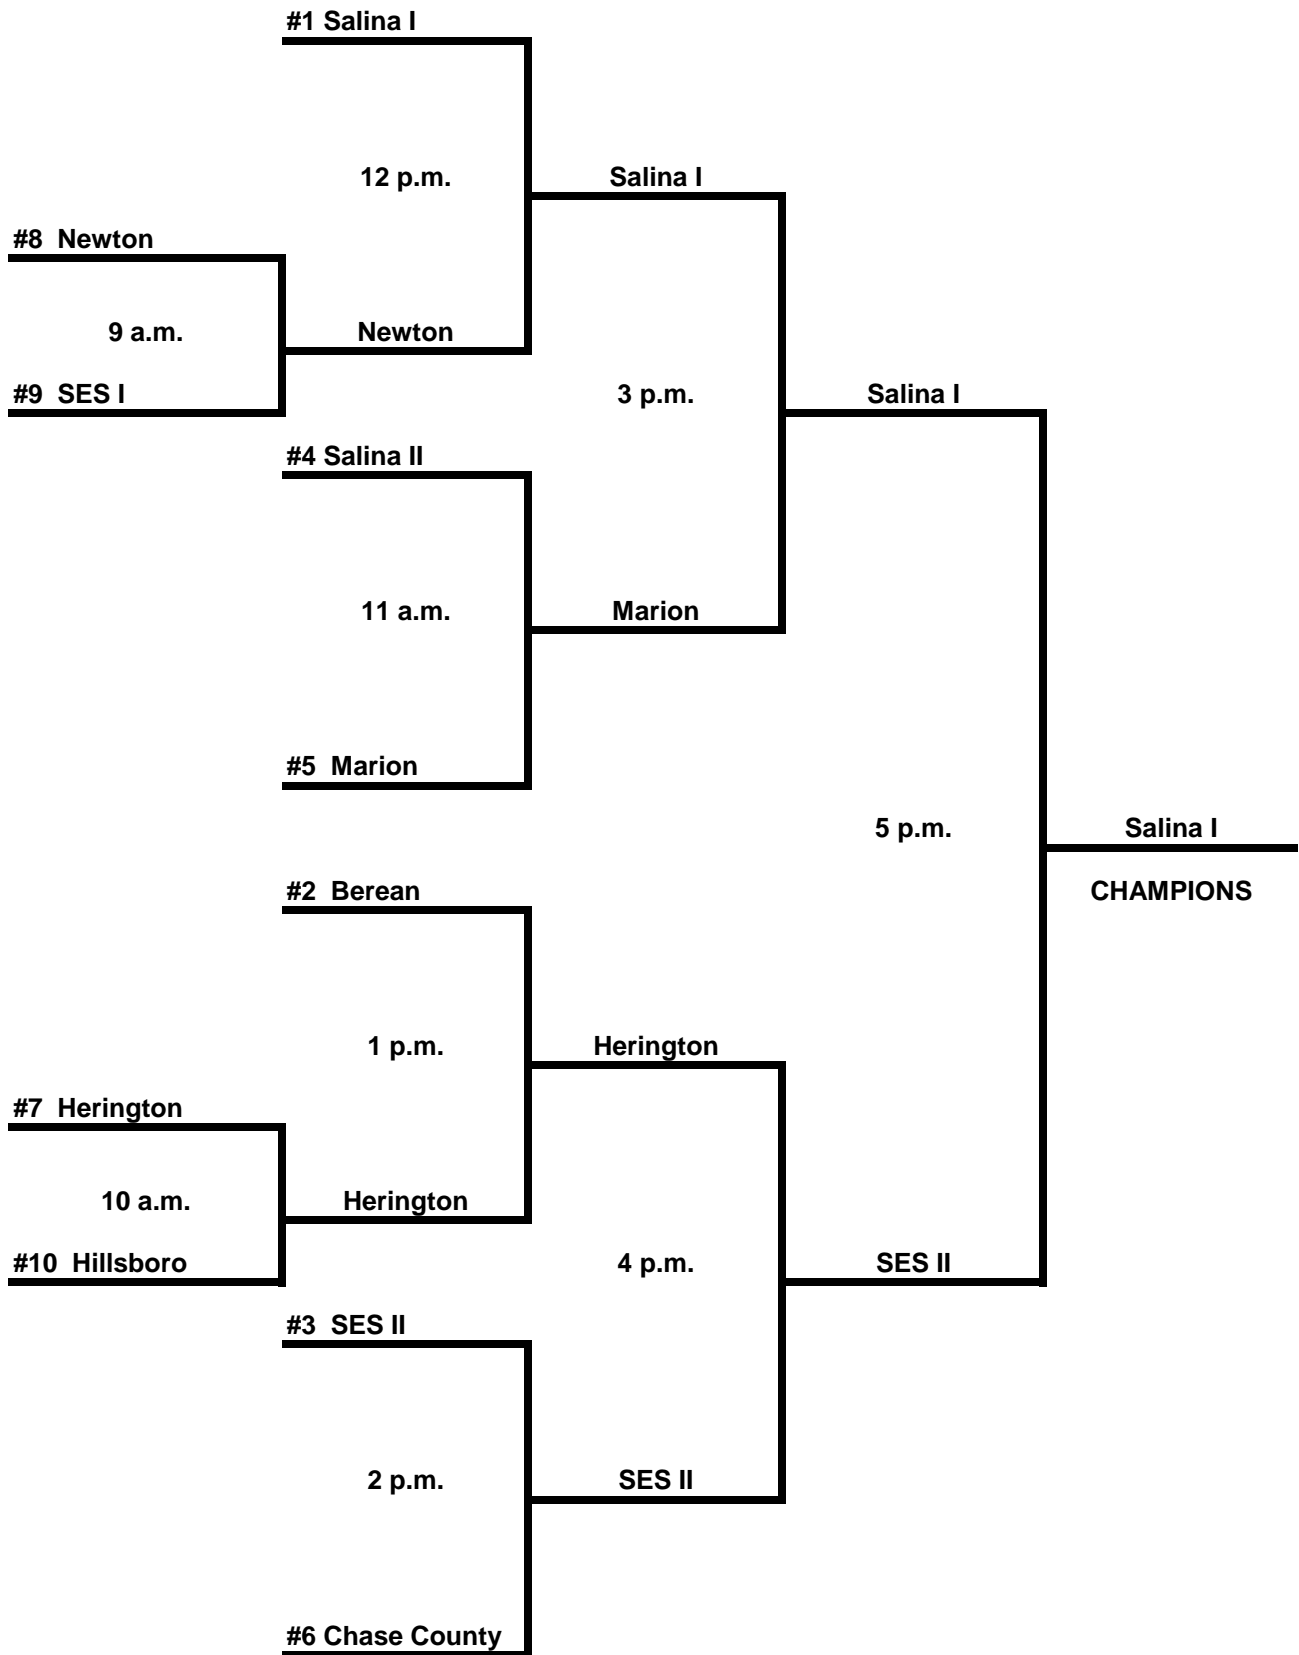 #1 Salina I
12 p.m.
Salina I
#8  Newton
9 a.m.
Newton
#9  SES I
3 p.m.
Salina I
#4 Salina II
11 a.m.
Marion
#5  Marion
5 p.m.
Salina I
#2  Berean
CHAMPIONS
1 p.m.
Herington
#7  Herington
10 a.m.
Herington
#10  Hillsboro
4 p.m.
SES II
#3  SES II
2 p.m.
SES II
#6 Chase County